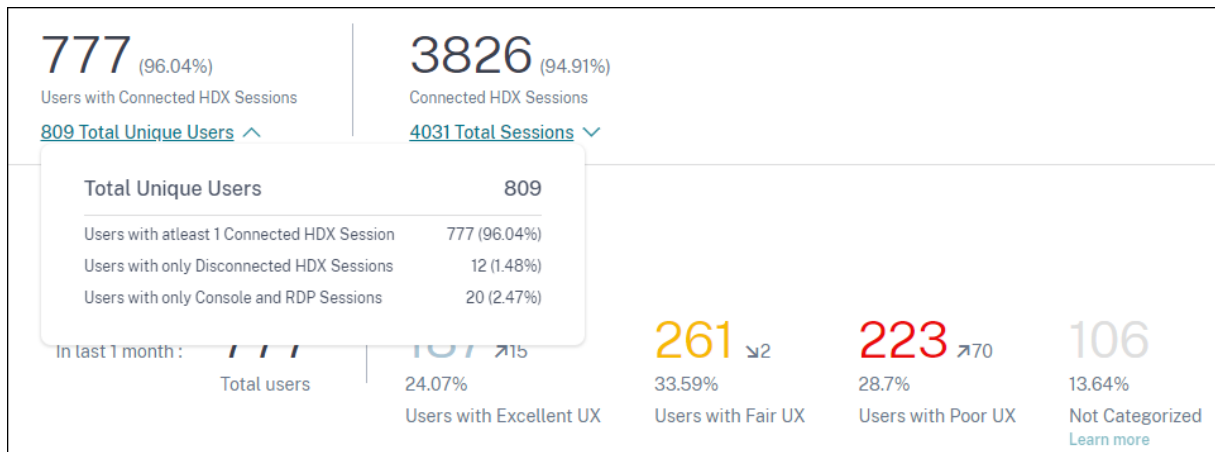 777 (96.04%)
Users with Connected HDX Sessions
809 Total Unique Users
3826 (94.91%)
Connected HDX Sessions
4031 Total Sessions
Total Unique Users 809
Users with atleast 1 Connected HDX Session 777 (96.04%)
Users with only Disconnected HDX Sessions 12 (1.48%)
Users with only Console and RDP Sessions 20 (2.47%)
In last 1 month : 777
Total users
187 ↗15
24.07%
Users with Excellent UX
261 ↘2
33.59%
Users with Fair UX
223 ↗70
28.7%
Users with Poor UX
106
13.64%
Not Categorized
Learn more